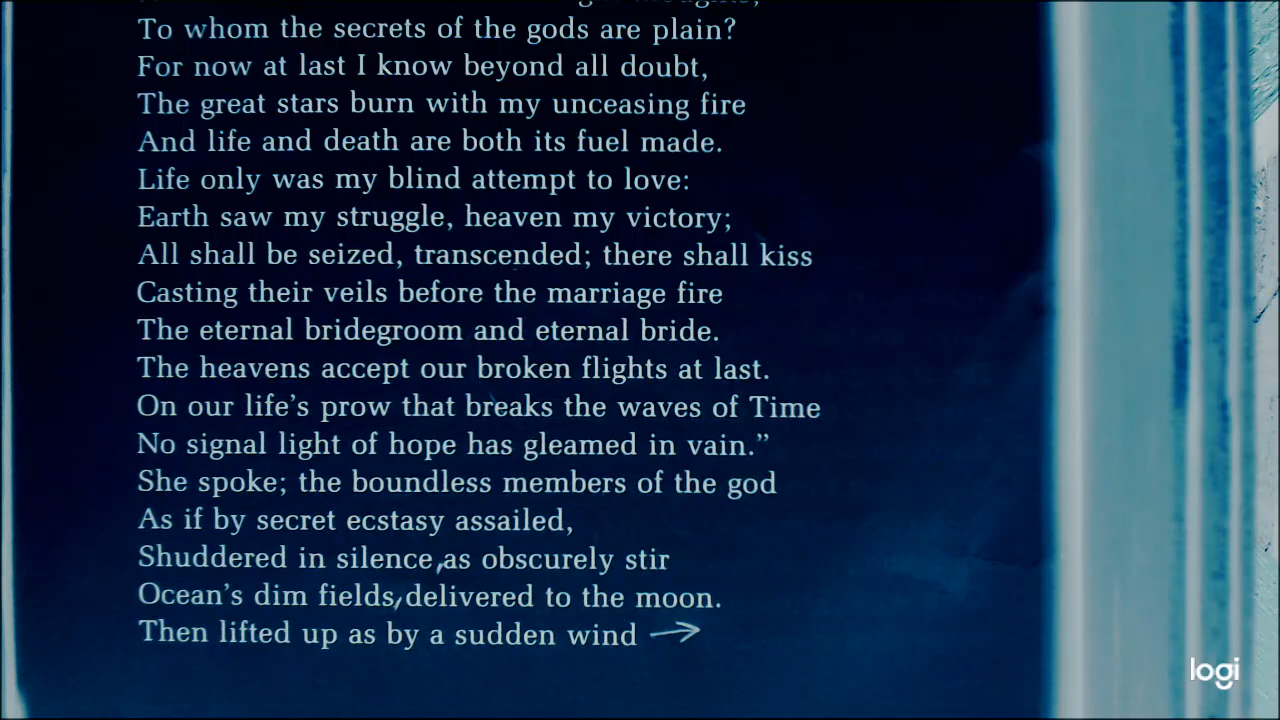 To whom the secrets of the gods are plain?
For now at last I know beyond all doubt,
The great stars burn with my unceasing fire
And life and death are both its fuel made.
Life only was my blind attempt to love:
Earth saw my struggle, heaven my victory;
All shall be seized, transcended; there shall kiss
Casting their veils before the marriage fire
The eternal bridegroom and eternal bride.
The heavens accept our broken flights at last.
On our life’s prow that breaks the waves of Time
No signal light of hope has gleamed in vain.”
She spoke; the boundless members of the god
As if by secret ecstasy assailed,
Shuddered in silence, as obscurely stir
Ocean’s dim fields, delivered to the moon.
Then lifted up as by a sudden wind →
logi